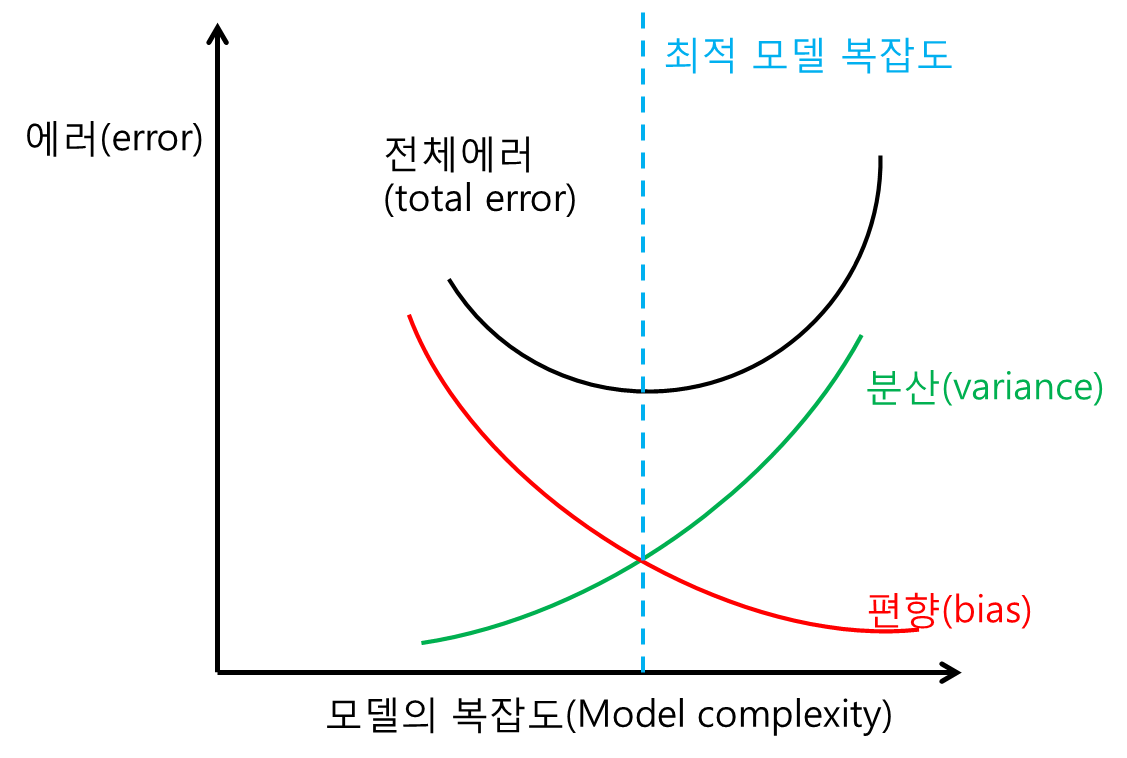 최적 모델 복잡도
에러(error)
전체에러
(total error)
분산(variance)
편향(bias)
모델의 복잡도(Model complexity)